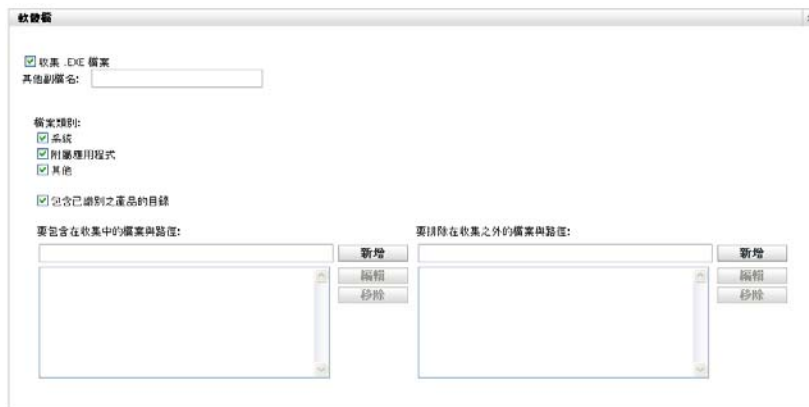 軟體檔
收集 .EXE 檔案
其他副檔名:
檔案類別:
系統
附屬應用程式
其他
包含已識別之產品的目錄
要包含在收集中的檔案與路徑:
要排除在收集之外的檔案與路徑:
新增
編輯
移除
新增
編輯
移除